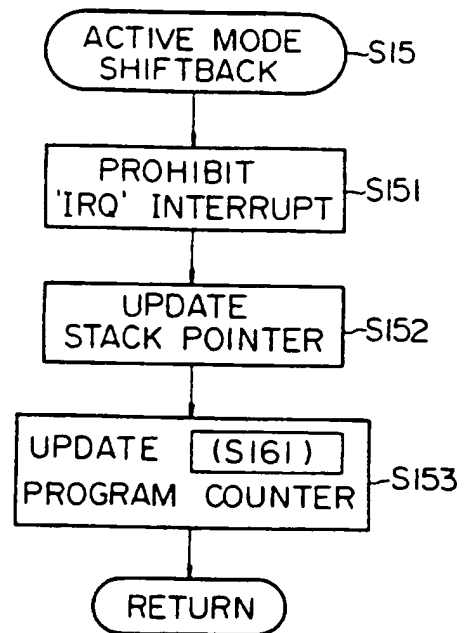 ACTIVE MODE
SHIFTBACK
S15
PROHIBIT
'IRQ' INTERRUPT
S151
UPDATE
STACK POINTER
S152
UPDATE (S161)
PROGRAM COUNTER
S153
RETURN